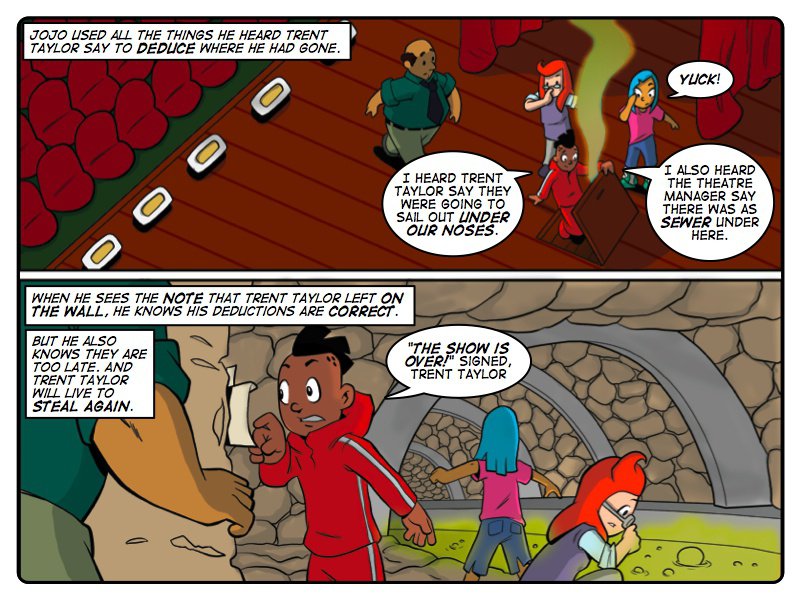 JOJO USED ALL THE THINGS HE HEARD TRENT
TAYLOR SAY TO DEDUCE WHERE HE HAD GONE.
YUCK!
I HEARD TRENT
TAYLOR SAY THEY
WERE GOING TO
SAIL OUT UNDER
OUR NOSES.
I ALSO HEARD
THE THEATRE
MANAGER SAY
THERE WAS AS
SEWER UNDER
HERE.
WHEN HE SEES THE NOTE THAT TRENT TAYLOR LEFT ON
THE WALL, HE KNOWS HIS DEDUCTIONS ARE CORRECT.
BUT HE ALSO
KNOWS THEY ARE
TOO LATE. AND
TRENT TAYLOR
WILL LIVE TO
STEAL AGAIN.
"THE SHOW IS
OVER!" SIGNED,
TRENT TAYLOR